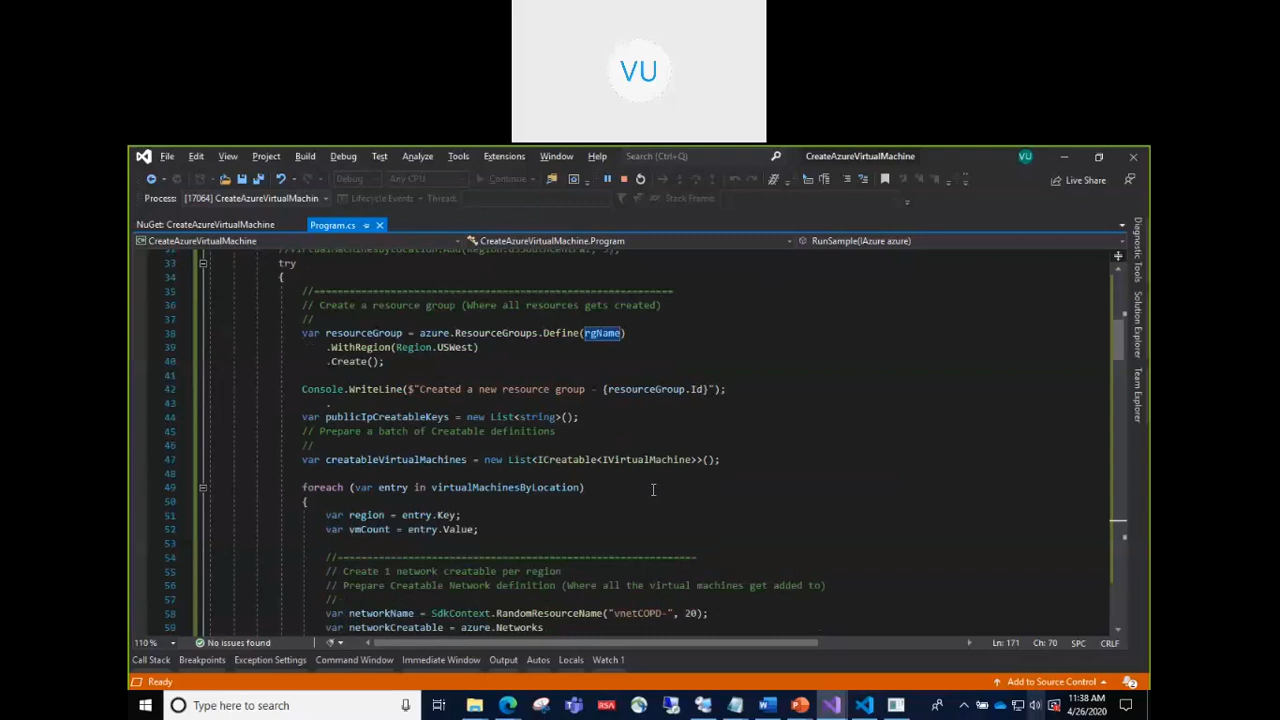 VU
File Edit View Project Build Debug Test Analyze Tools Extensions Window Help Search (Ctrl+Q) CreateAzureVirtualMachine VU
Debug Any CPU Continue Live Share
Process: [17064] CreateAzureVirtualMachin Lifecycle Events Thread: Stack Frame:
NuGet: CreateAzureVirtualMachine Program.cs
CreateAzureVirtualMachine CreateAzureVirtualMachine.Program RunSample(IAzure azure)
33 try
34 {
35 //=========================================================
36 // Create a resource group (Where all resources gets created)
37 //
38 var resourceGroup = azure.ResourceGroups.Define(rgName)
39 .WithRegion(Region.USWest)
40 .Create();
41
42 Console.WriteLine($"Created a new resource group - {resourceGroup.Id}");
43
44 var publicIpCreatableKeys = new List<string>();
45 // Prepare a batch of Creatable definitions
46 //
47 var creatableVirtualMachines = new List<ICreatable<IVirtualMachine>>();
48
49 foreach (var entry in virtualMachinesByLocation)
50 {
51 var region = entry.Key;
52 var vmCount = entry.Value;
53
54 //=========================================================
55 // Create 1 network creatable per region
56 // Prepare Creatable Network definition (Where all the virtual machines get added to)
57 //
58 var networkName = SdkContext.RandomResourceName("vnetCOPD-", 20);
59 var networkCreatable = azure.Networks
Diagnostic Tools
Solution Explorer
Team Explorer
110 % No issues found Ln: 171 Ch: 70 SPC CRLF
Call Stack Breakpoints Exception Settings Command Window Immediate Window Output Autos Locals Watch 1
Ready Add to Source Control 2
Type here to search RSA 11:38 AM
4/26/2020